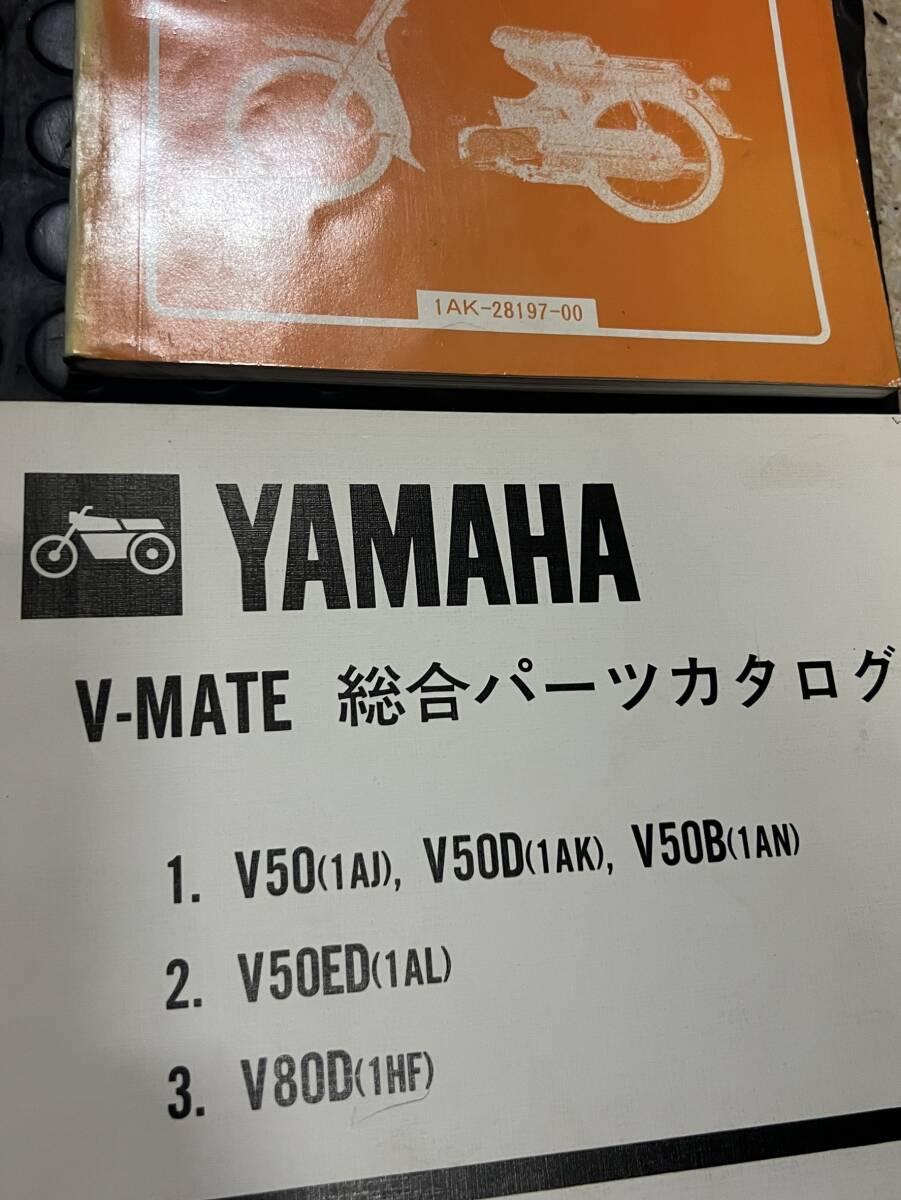 1AK-28197-00
YAMAHA
V-MATE 総合パーツカタログ
1. V50(1AJ), V50D(1AK), V50B(1AN)
2. V50ED(1AL)
3. V80D(1HF)